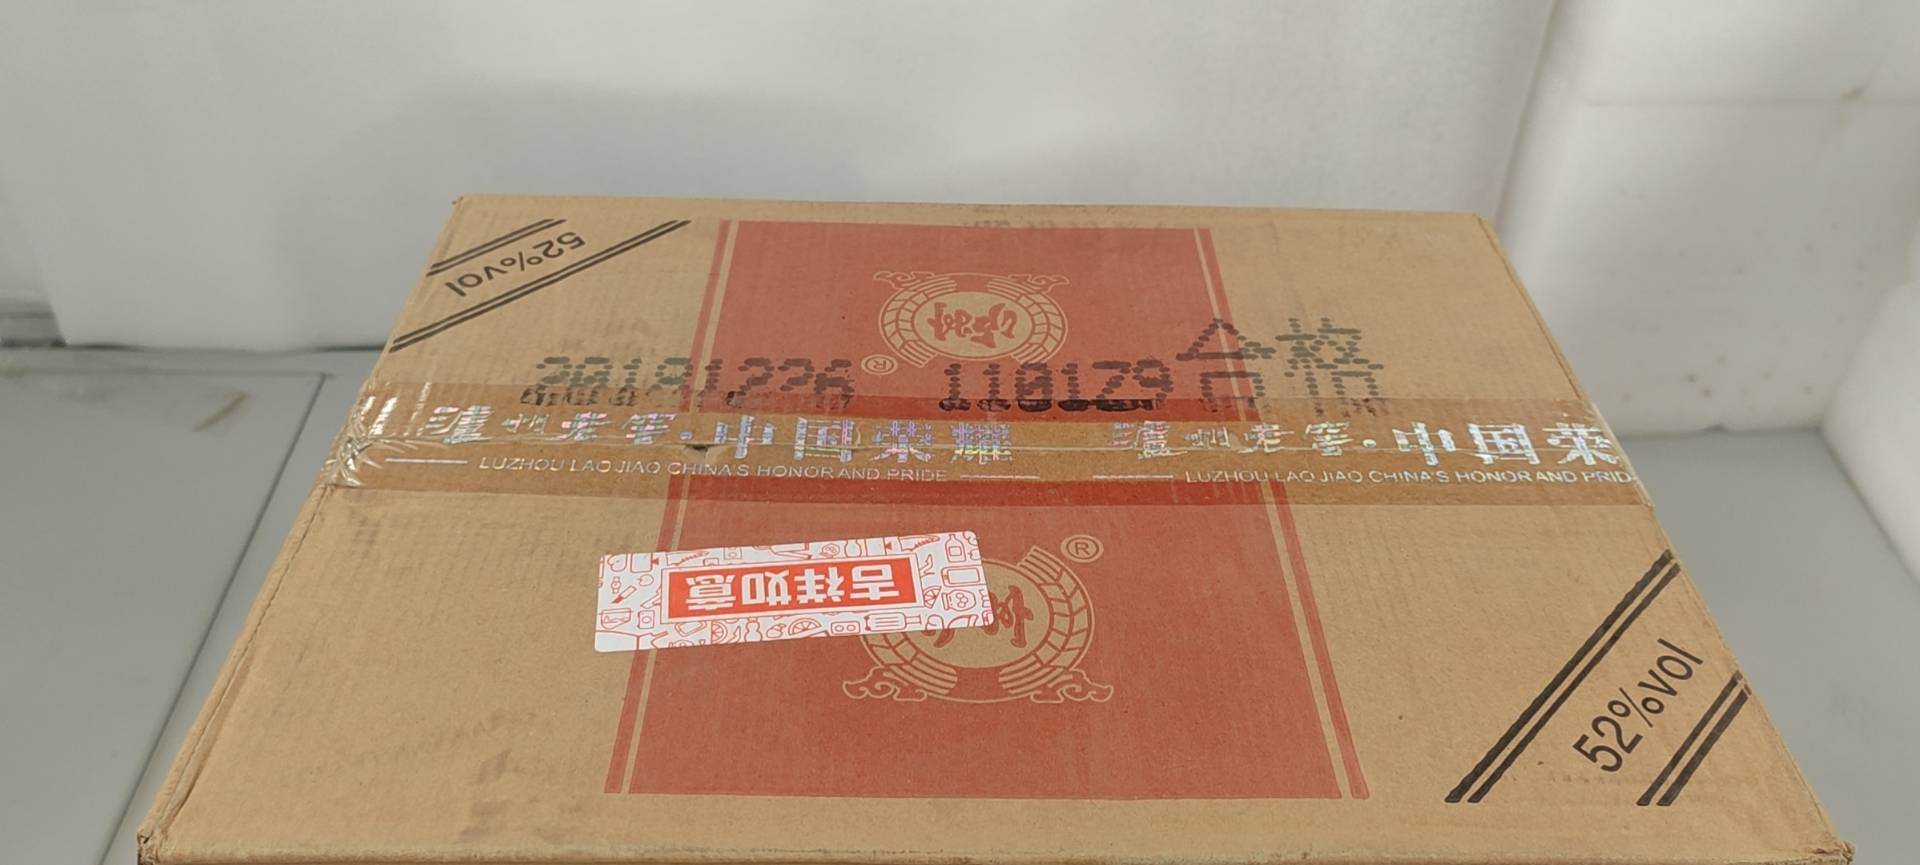 52%vol
20191226 110129 合格
泸州老窖·中国荣耀 泸州老窖·中国荣
LUZHOU LAO JIAO CHINA'S HONOR AND PRIDE LUZHOU LAO JIAO CHINA'S HONOR AND PRID
®
®
吉祥如意
52%vol